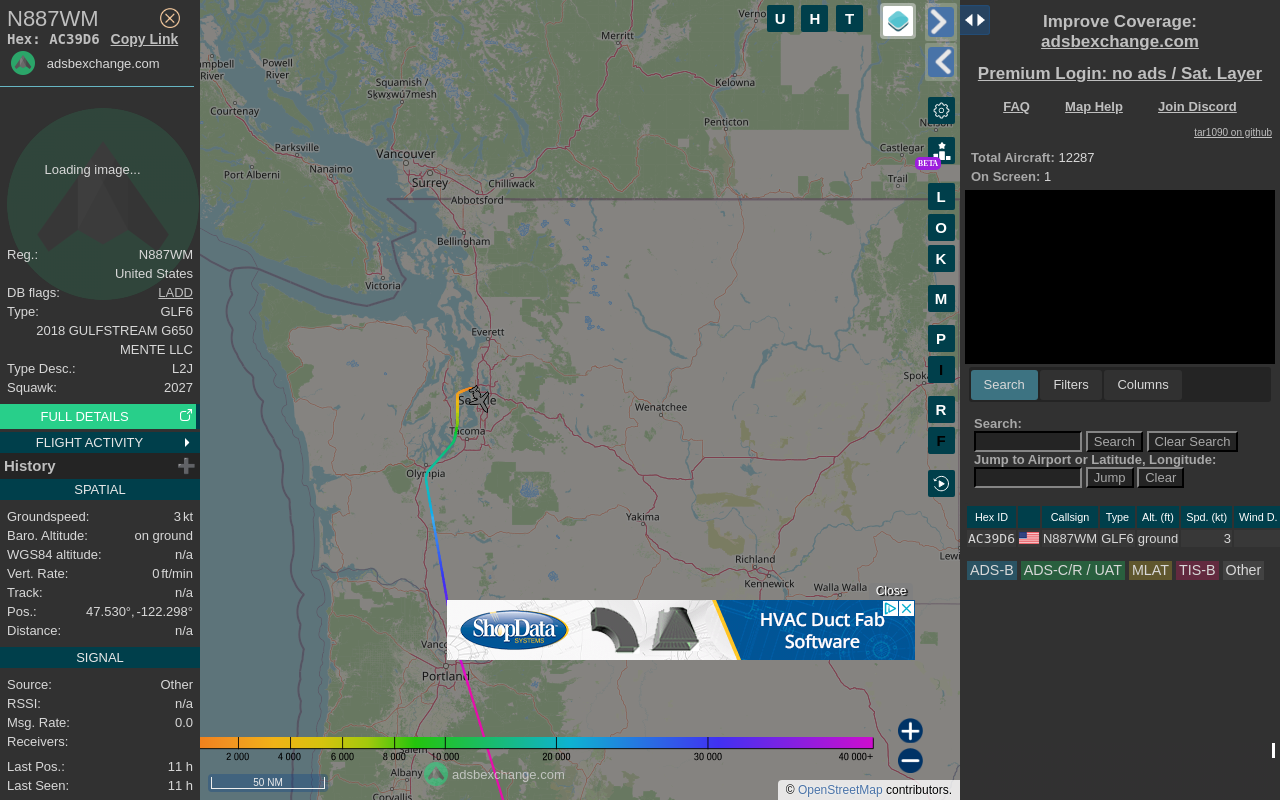 N887WM
Hex: AC39D6 Copy Link
adsbexchange.com
Loading image...
Reg.: N887WM
United States
DB flags: LADD
Type: GLF6
2018 GULFSTREAM G650
MENTE LLC
Type Desc.: L2J
Squawk: 2027
FULL DETAILS
FLIGHT ACTIVITY
History
SPATIAL
Groundspeed: 3 kt
Baro. Altitude: on ground
WGS84 altitude: n/a
Vert. Rate: 0 ft/min
Track: n/a
Pos.: 47.530°, -122.298°
Distance: n/a
SIGNAL
Source: Other
RSSI: n/a
Msg. Rate: 0.0
Receivers:
Last Pos.: 11 h
Last Seen: 11 h
U H T
Merritt
Powell
River
River
Squamish /
Sḵwx̱wú7mesh
Kelowna
Courtenay
Penticton
Parksville
Vancouver
Castlegar
BETA
Nanaimo
Port Alberni
Surrey
Chilliwack
Trail
Abbotsford
L
O
Bellingham
K
Victoria
M
Everett
P
I
Wenatchee
R
Tacoma
F
Olympia
Yakima
Richland
Kennewick
Walla Walla
Close
ShopData
SYSTEMS
HVAC Duct Fab
Software
Portland
2 000 4 000 6 000 8 000 10 000 20 000 30 000 40 000+
Albany
adsbexchange.com
50 NM
Corvallis
© OpenStreetMap contributors.
Improve Coverage:
adsbexchange.com
Premium Login: no ads / Sat. Layer
FAQ Map Help Join Discord
tar1090 on github
Total Aircraft: 12287
On Screen: 1
Search Filters Columns
Search:
Search Clear Search
Jump to Airport or Latitude, Longitude:
Jump Clear
Hex ID Callsign Type Alt. (ft) Spd. (kt) Wind D.
AC39D6 N887WM GLF6 ground 3
ADS-B ADS-C/R / UAT MLAT TIS-B Other